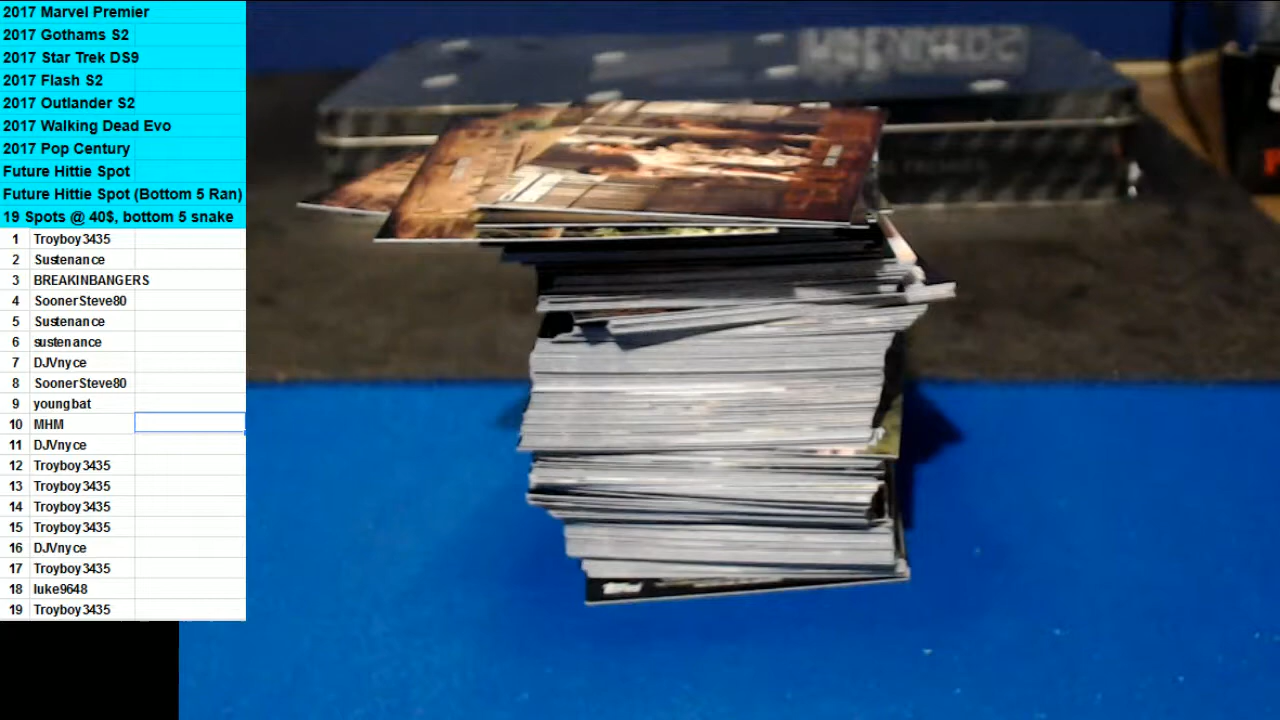 2017 Marvel Premier
2017 Gothams S2
2017 Star Trek DS9
2017 Flash S2
2017 Outlander S2
2017 Walking Dead Evo
2017 Pop Century
Future Hittie Spot
Future Hittie Spot (Bottom 5 Ran)
19 Spots @ 40$, bottom 5 snake
1 Troyboy3435
2 Sustenance
3 BREAKINBANGERS
4 SoonerSteve80
5 Sustenance
6 sustenance
7 DJVnyce
8 SoonerSteve80
9 youngbat
10 MHM
11 DJVnyce
12 Troyboy3435
13 Troyboy3435
14 Troyboy3435
15 Troyboy3435
16 DJVnyce
17 Troyboy3435
18 luke9648
19 Troyboy3435
Topps